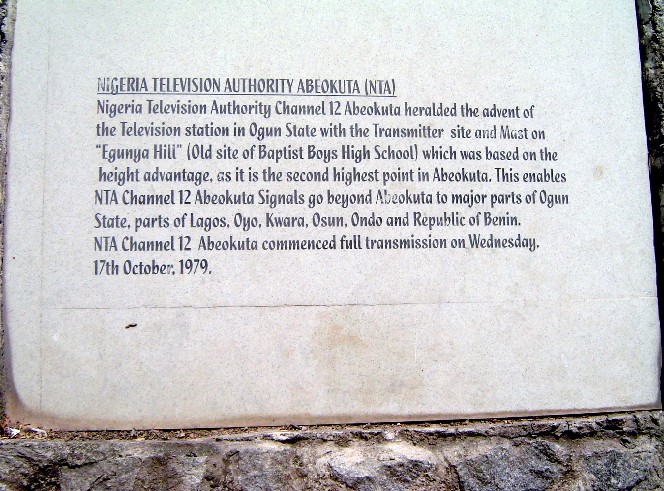 NIGERIA TELEVISION AUTHORITY ABEOKUTA (NTA)
Nigeria Television Authority Channel 12 Abeokuta heralded the advent of
the Television station in Ogun State with the Transmitter site and Mast on
"Egunya Hill" (Old site of Baptist Boys High School) which was based on the
height advantage, as it is the second highest point in Abeokuta. This enables
NTA Channel 12 Abeokuta Signals go beyond Abeokuta to major parts of Ogun
State, parts of Lagos, Oyo, Kwara, Osun, Ondo and Republic of Benin.
NTA Channel 12 Abeokuta commenced full transmission on Wednesday.
17th October, 1979.